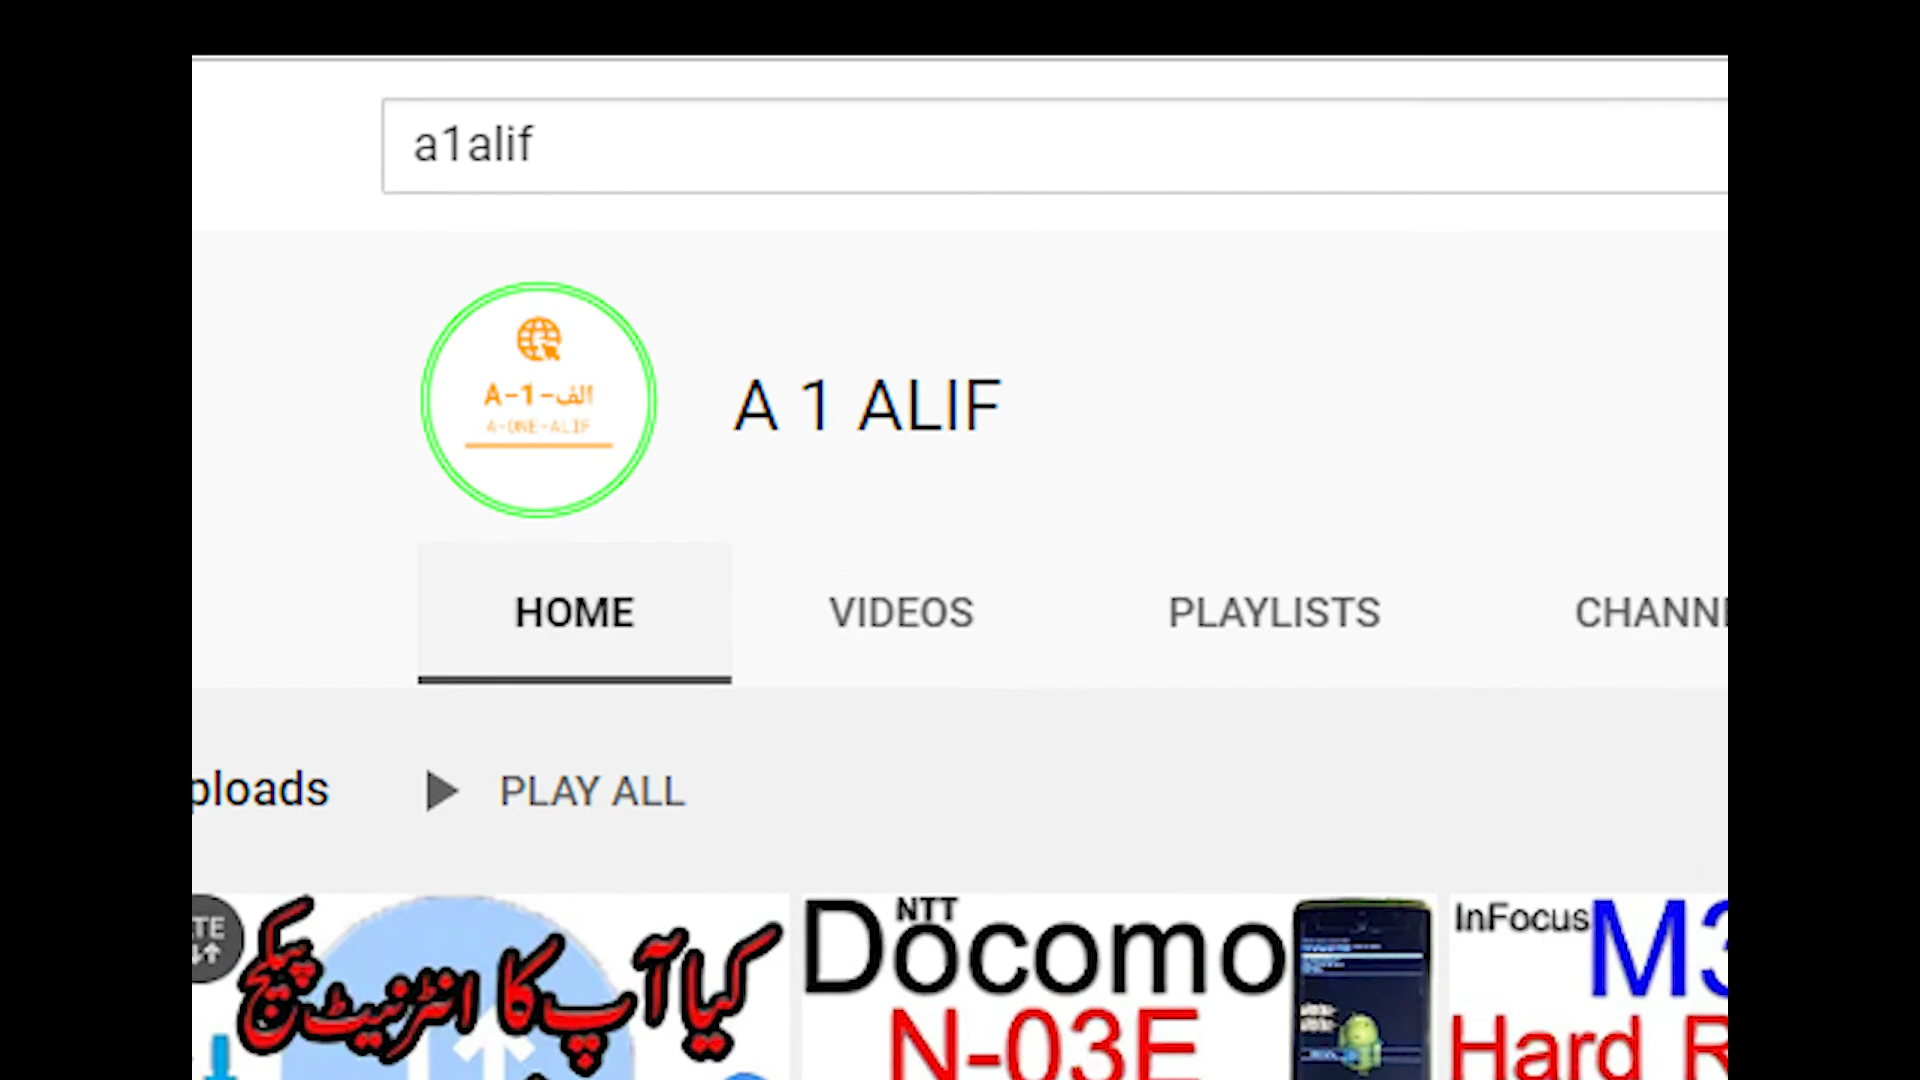 a1alif
A-1-الف
A-ONE-ALIF
A 1 ALIF
HOME VIDEOS PLAYLISTS CHANN
ploads PLAY ALL
TE
کیا آپ کا انٹرنیٹ پیکج
NTT
Docomo
N-03E
InFocus M3
Hard R